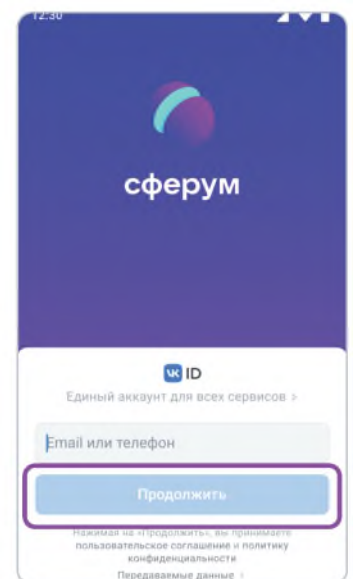 12:30
сферум
VK ID
Единый аккаунт для всех сервисов >
Email или телефон
Продолжить
Нажимая на «Продолжить», вы принимаете
пользовательское соглашение и политику
конфиденциальности
Передаваемые данные >